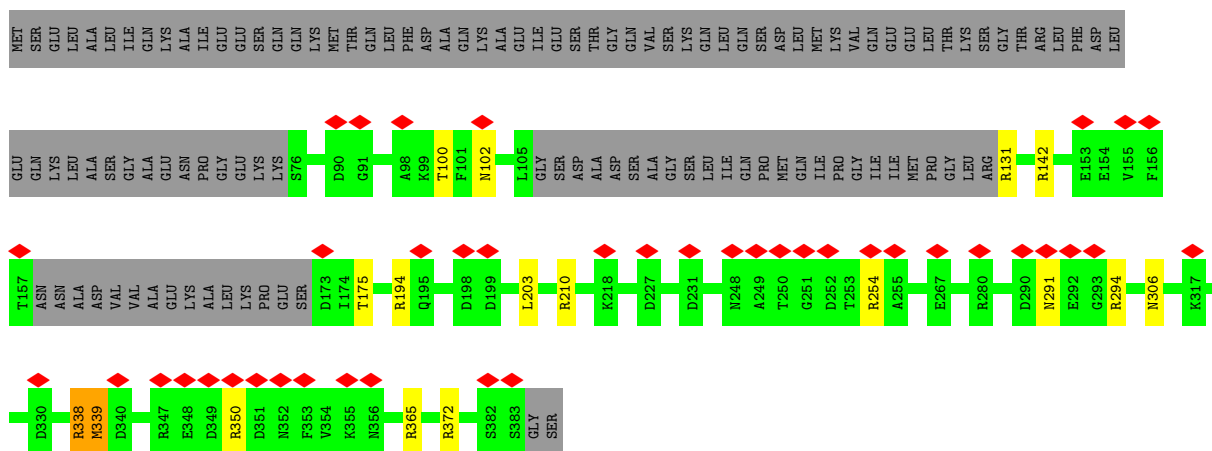 MET SER GLU LEU ALA LEU ILE GLN LYS ALA ILE GLU GLU SER GLN GLN LYS MET THR GLN LEU PHE ASP ALA GLN LYS ALA GLU ILE GLU SER THR GLY GLN VAL SER LYS GLN LEU GLN SER ASP LEU MET LYS VAL GLN GLU GLU LEU THR LYS SER GLY THR ARG LEU PHE ASP LEU
GLU GLN LYS LEU ALA SER GLY ALA GLU ASN PRO GLY GLU LYS LYS S76 D90 G91 A98 K99 T100 F101 N102 L105 GLY SER ASP ALA ASP SER ALA GLY SER LEU ILE GLN PRO MET GLN ILE PRO GLY ILE ILE MET PRO GLY LEU ARG R131 R142 E153 E154 V155 F156
T157 ASN ASN ALA ASP VAL VAL ALA GLU LYS ALA LEU LYS PRO GLU SER D173 I174 T175 R194 Q195 D198 D199 L203 R210 K218 D227 D231 N248 A249 T250 G251 D252 T253 R254 A255 E267 R280 D290 N291 E292 G293 R294 N306 K317
D330 R338 M339 D340 R347 E348 D349 R350 D351 N352 F353 V354 K355 N356 R365 R372 S382 S383 GLY SER